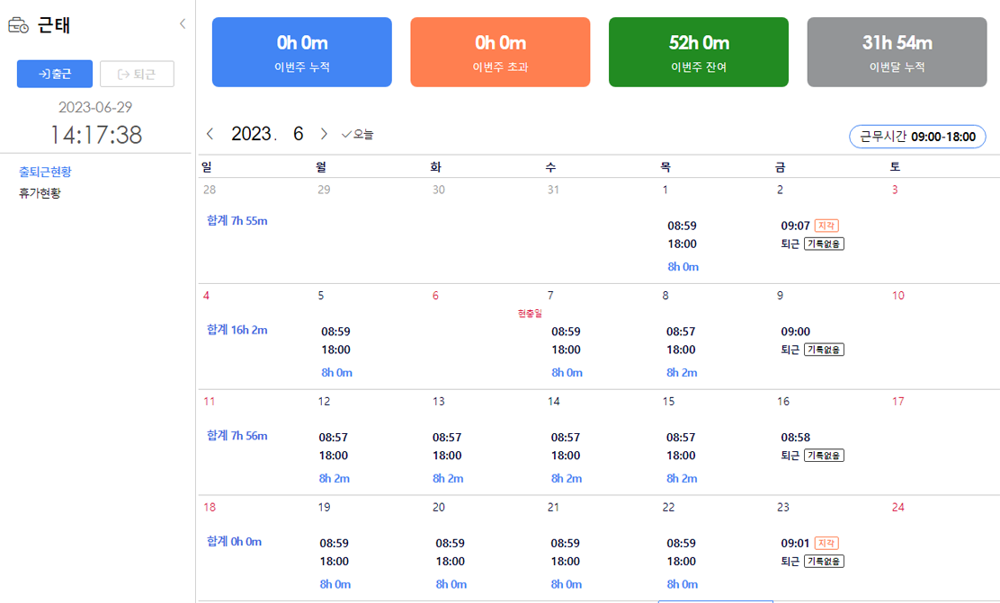 근태
출근 퇴근
2023-06-29
14:17:38
출퇴근현황
휴가현황
0h 0m 0h 0m 52h 0m 31h 54m
이번주 누적 이번주 초과 이번주 잔여 이번달 누적
2023. 6 오늘 근무시간 09:00-18:00
일 월 화 수 목 금 토
28 29 30 31 1 2 3
합계 7h 55m
08:59 09:07 지각
18:00 퇴근 기록없음
8h 0m
4 5 6 7 8 9 10
현충일
합계 16h 2m 08:59 08:59 08:57 09:00
18:00 18:00 18:00 퇴근 기록없음
8h 0m 8h 0m 8h 2m
11 12 13 14 15 16 17
합계 7h 56m 08:57 08:57 08:57 08:57 08:58
18:00 18:00 18:00 18:00 퇴근 기록없음
8h 2m 8h 2m 8h 2m 8h 2m
18 19 20 21 22 23 24
합계 0h 0m 08:59 08:59 08:59 08:59 09:01 지각
18:00 18:00 18:00 18:00 퇴근 기록없음
8h 0m 8h 0m 8h 0m 8h 0m